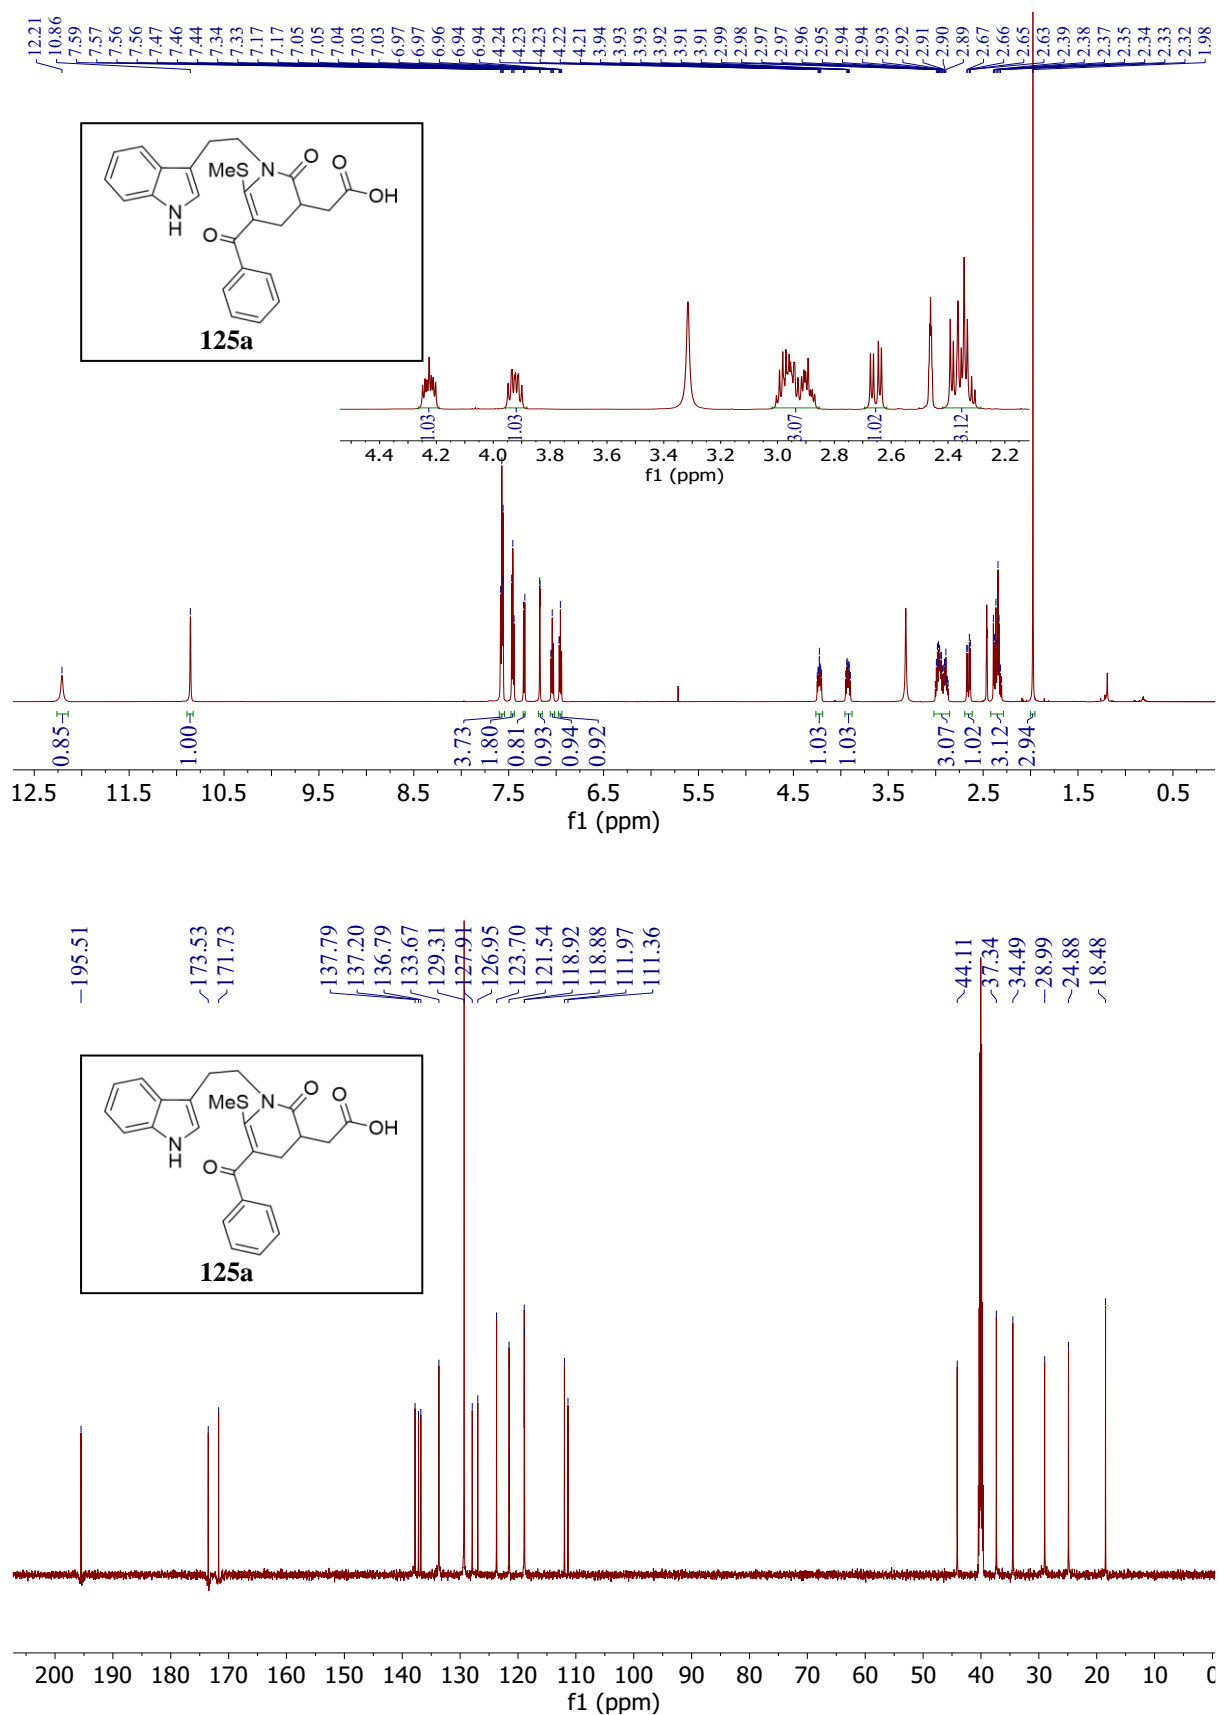 12.21 10.86 7.59 7.57 7.56 7.56 7.47 7.46 7.44 7.34 7.33 7.17 7.17 7.05 7.05 7.04 7.03 7.03 6.97 6.97 6.96 6.94 6.94 4.24 4.23 4.23 4.22 4.21 3.94 3.93 3.93 3.92 3.91 3.91 2.99 2.98 2.97 2.97 2.96 2.95 2.94 2.94 2.93 2.92 2.91 2.90 2.89 2.67 2.66 2.65 2.63 2.39 2.38 2.37 2.35 2.34 2.33 2.32 1.98
O
MeS N O
OH
N
H
O
125a
1.03 1.03 3.07 1.02 3.12
4.4 4.2 4.0 3.8 3.6 3.4 3.2 3.0 2.8 2.6 2.4 2.2
f1 (ppm)
0.85 1.00 3.73 1.80 0.81 0.93 0.94 0.92 1.03 1.03 3.07 1.02 3.12 2.94
12.5 11.5 10.5 9.5 8.5 7.5 6.5 5.5 4.5 3.5 2.5 1.5 0.5
f1 (ppm)
195.51 173.53 171.73 137.79 137.20 136.79 133.67 129.31 127.91 126.95 123.70 121.54 118.92 118.88 111.97 111.36 44.11 37.34 34.49 28.99 24.88 18.48
O
MeS N O
OH
N
H
O
125a
200 190 180 170 160 150 140 130 120 110 100 90 80 70 60 50 40 30 20 10 0
f1 (ppm)